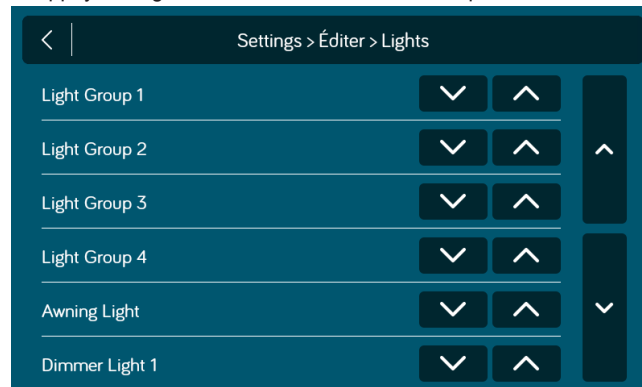 Settings > Éditer > Lights
Light Group 1
Light Group 2
Light Group 3
Light Group 4
Awning Light
Dimmer Light 1